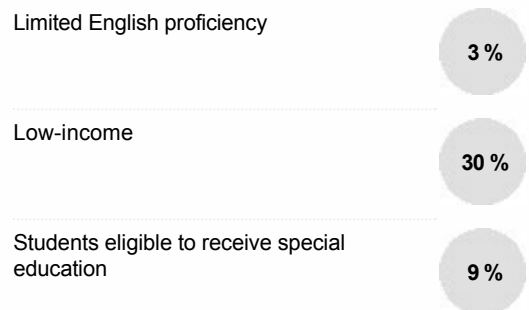 Limited English proficiency
3 %
Low-income
30 %
Students eligible to receive special
education
9 %